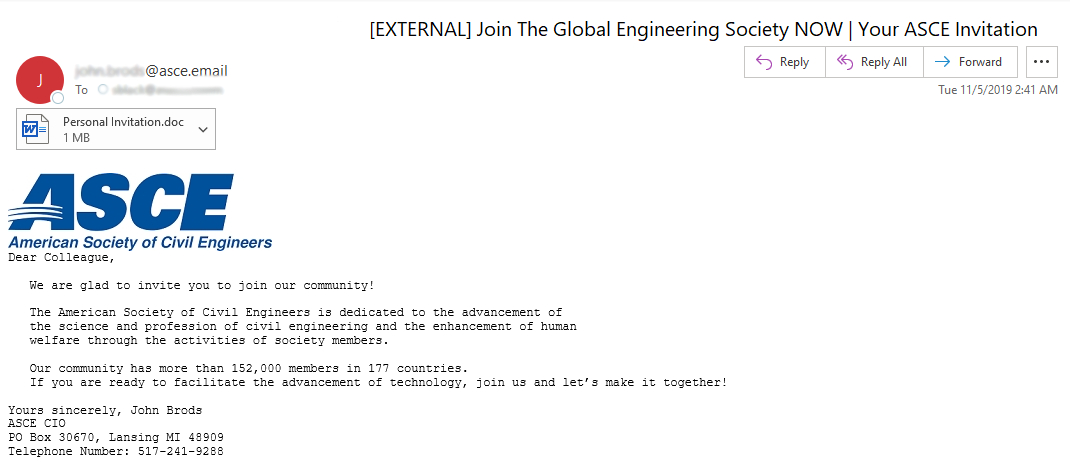 [EXTERNAL] Join The Global Engineering Society NOW | Your ASCE Invitation
J
@asce.email
To
Reply
Reply All
Forward
Tue 11/5/2019 2:41 AM
Personal Invitation.doc
1 MB
ASCE
American Society of Civil Engineers
Dear Colleague,
We are glad to invite you to join our community!
The American Society of Civil Engineers is dedicated to the advancement of
the science and profession of civil engineering and the enhancement of human
welfare through the activities of society members.
Our community has more than 152,000 members in 177 countries.
If you are ready to facilitate the advancement of technology, join us and let’s make it together!
Yours sincerely, John Brods
ASCE CIO
PO Box 30670, Lansing MI 48909
Telephone Number: 517-241-9288